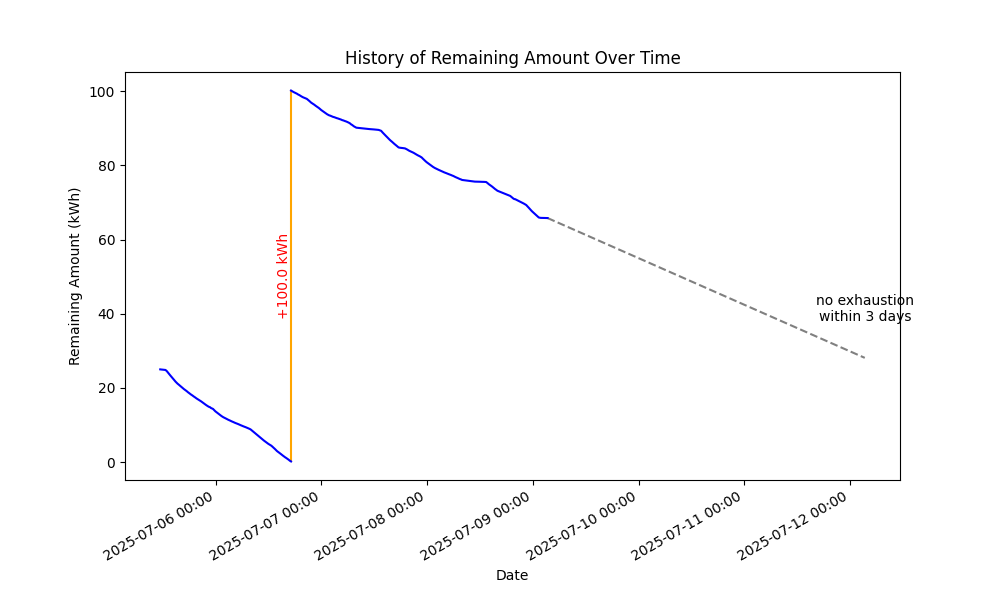 History of Remaining Amount Over Time
Remaining Amount (kWh)
100
80
60
40
20
0
+100.0 kWh
no exhaustion
within 3 days
2025-07-06 00:00
2025-07-07 00:00
2025-07-08 00:00
2025-07-09 00:00
2025-07-10 00:00
2025-07-11 00:00
2025-07-12 00:00
Date